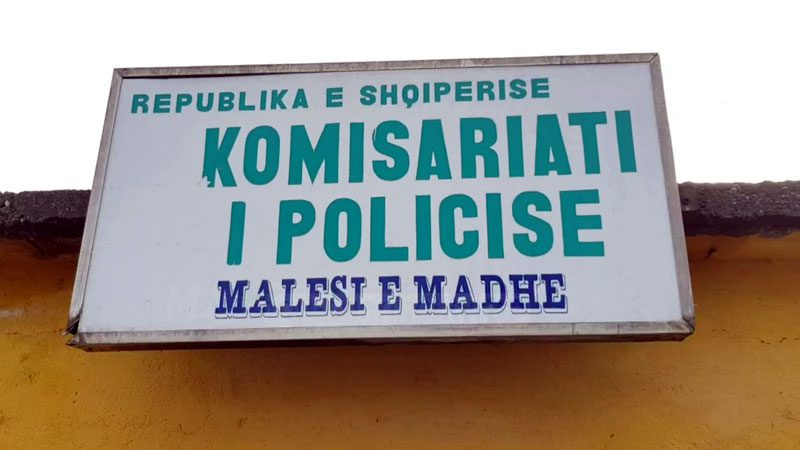 REPUBLIKA E SHQIPERISE
KOMISARIATI
I POLICISE
MALESI E MADHE